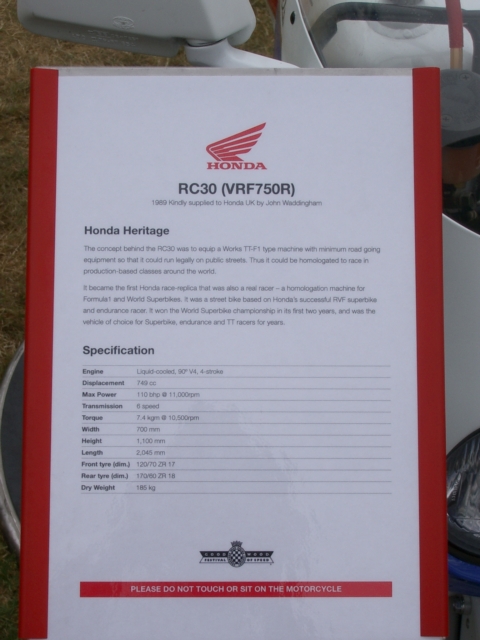 HONDA
RC30 (VRF750R)
1989 Kindly supplied to Honda UK by John Waddingham
Honda Heritage
The concept behind the RC30 was to equip a Works TT-F1 type machine with minimum road going
equipment so that it could run legally on public streets. Thus it could be homologated to race in
production-based classes around the world.
It became the first Honda race-replica that was also a real racer – a homologation machine for
Formula1 and World Superbikes. It was a street bike based on Honda's successful RVF superbike
and endurance racer. It won the World Superbike championship in its first two years, and was the
vehicle of choice for Superbike, endurance and TT racers for years.
Specification
Engine Liquid-cooled, 90º V4, 4-stroke
Displacement 749 cc
Max Power 110 bhp @ 11,000rpm
Transmission 6 speed
Torque 7.4 kgm @ 10,500rpm
Width 700 mm
Height 1,100 mm
Length 2,045 mm
Front tyre (dim.) 120/70 ZR 17
Rear tyre (dim.) 170/60 ZR 18
Dry Weight 185 kg
GOODWOOD
FESTIVAL OF SPEED
PLEASE DO NOT TOUCH OR SIT ON THE MOTORCYCLE